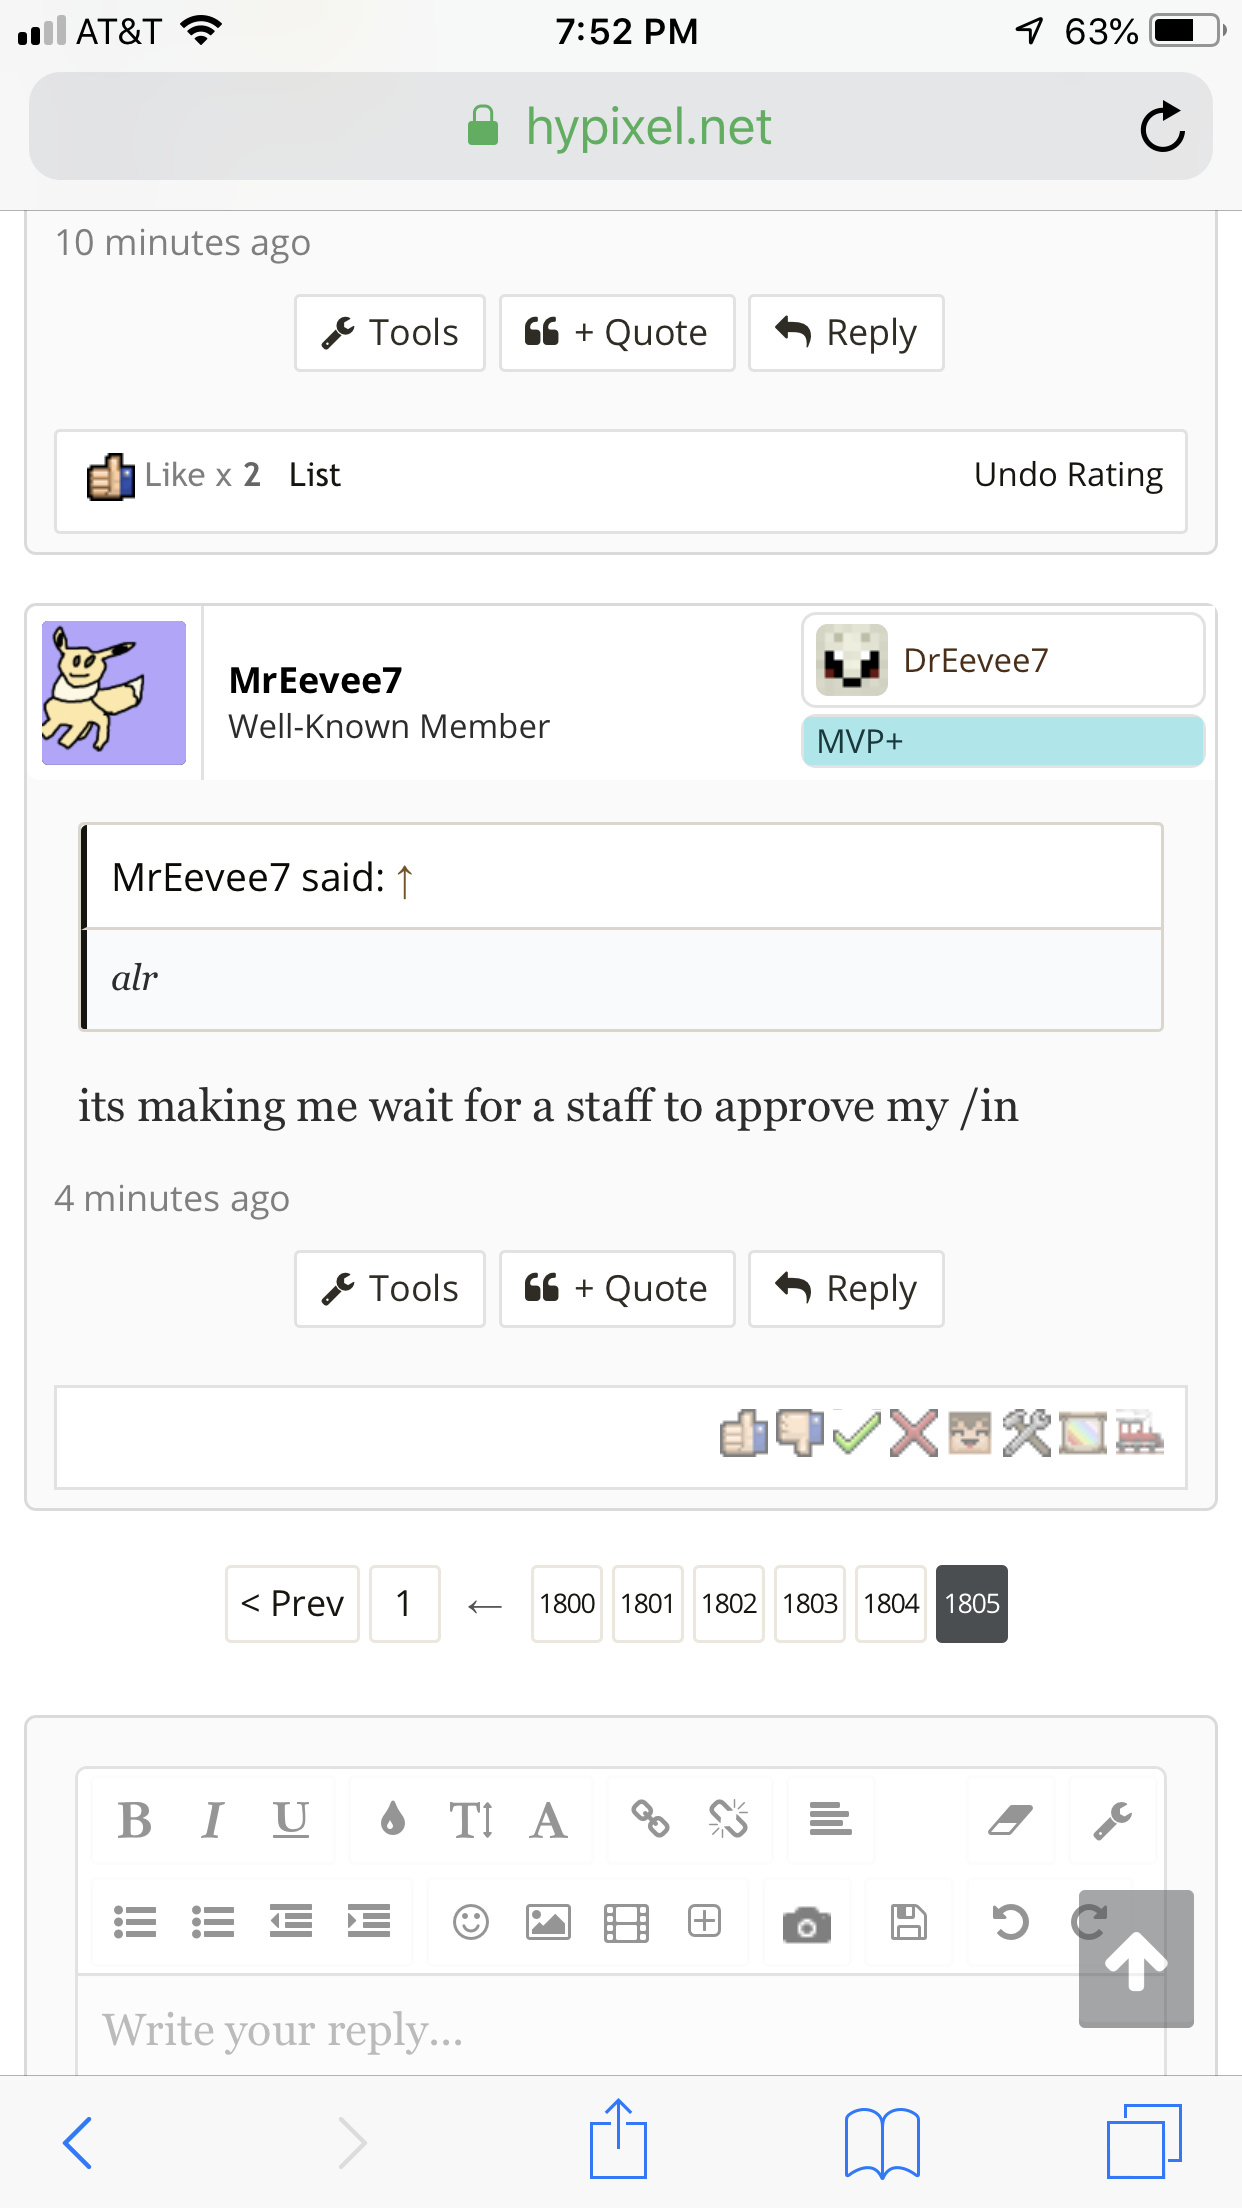 AT&T 7:52 PM 63%
hypixel.net
10 minutes ago
Tools + Quote Reply
Like x 2 List Undo Rating
MrEevee7
Well-Known Member
DrEevee7
MVP+
MrEevee7 said: ↑
alr
its making me wait for a staff to approve my /in
4 minutes ago
Tools + Quote Reply
< Prev 1 ← 1800 1801 1802 1803 1804 1805
B I U T A
Write your reply...